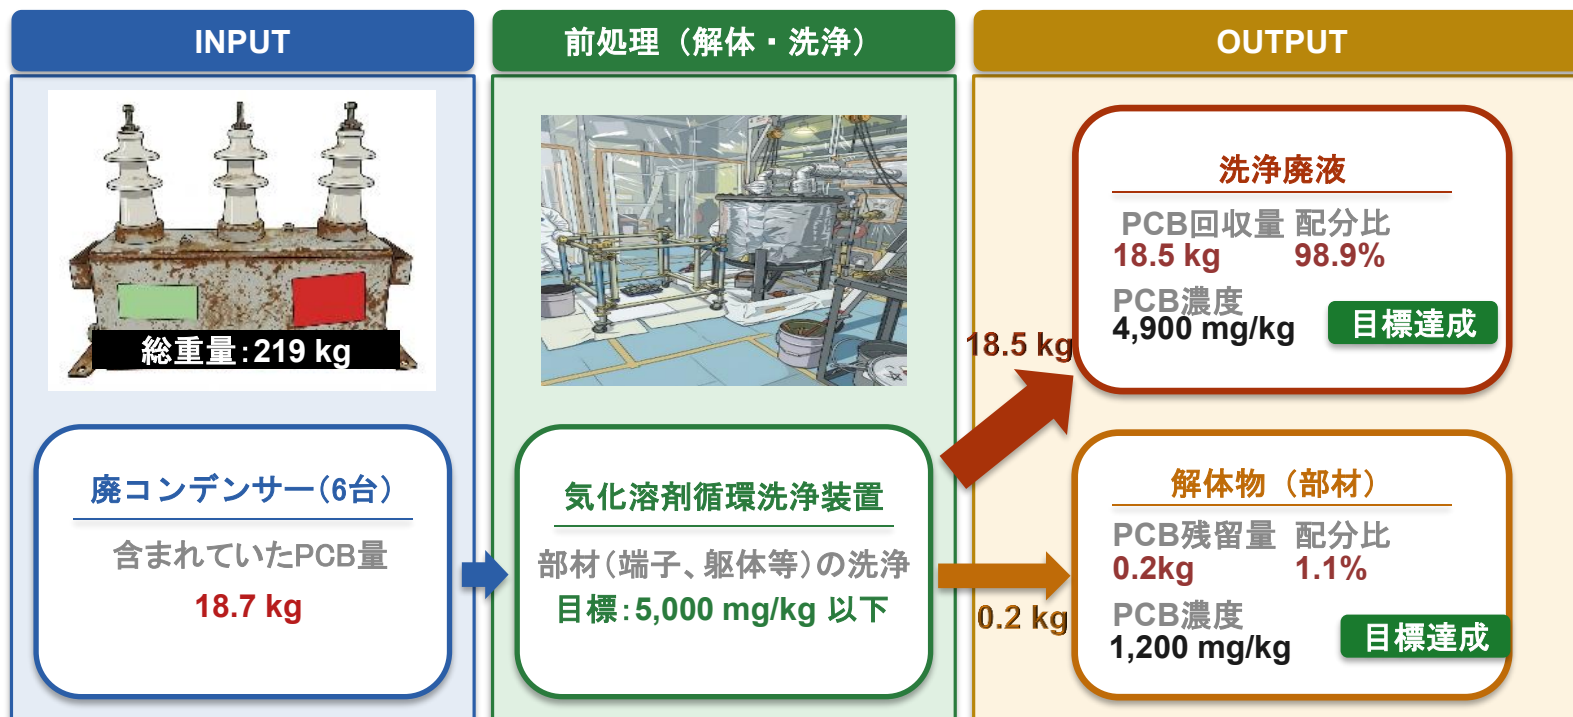 INPUT
総重量：219 kg
廃コンデンサー（6台）
含まれていたPCB量
18.7 kg
前処理（解体・洗浄）
気化溶剤循環洗浄装置
部材（端子、躯体等）の洗浄
目標：5,000 mg/kg 以下
18.5 kg
0.2 kg
OUTPUT
洗浄廃液
PCB回収量 配分比
18.5 kg 98.9%
PCB濃度
4,900 mg/kg
目標達成
解体物（部材）
PCB残留量 配分比
0.2kg 1.1%
PCB濃度
1,200 mg/kg
目標達成